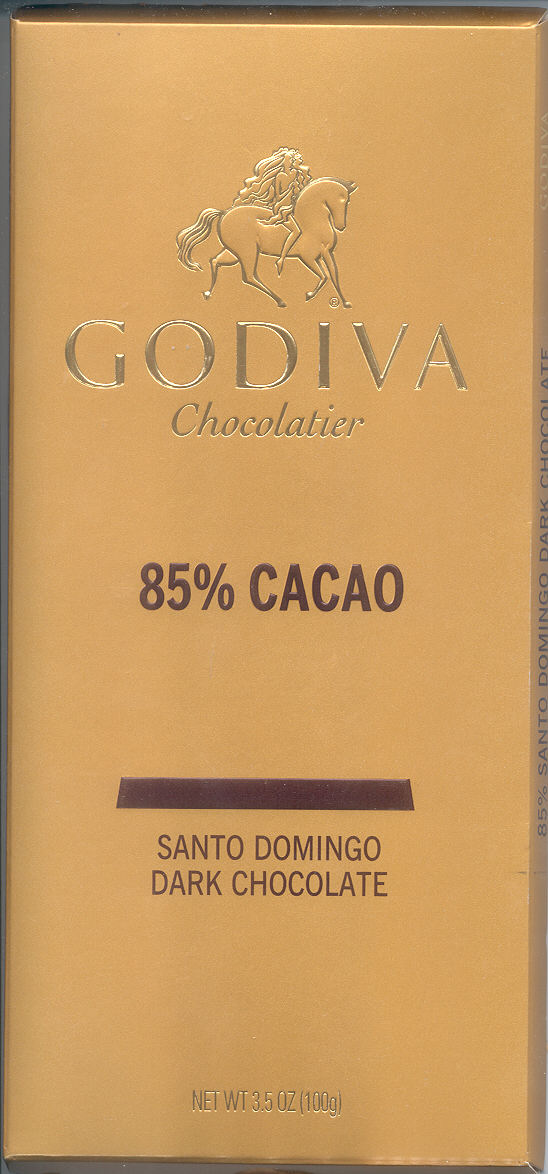 ®
GODIVA
Chocolatier
85% CACAO
SANTO DOMINGO
DARK CHOCOLATE
NET WT 3.5 OZ (100g)
85% SANTO DOMINGO DARK CHOCOLATE
GODIVA